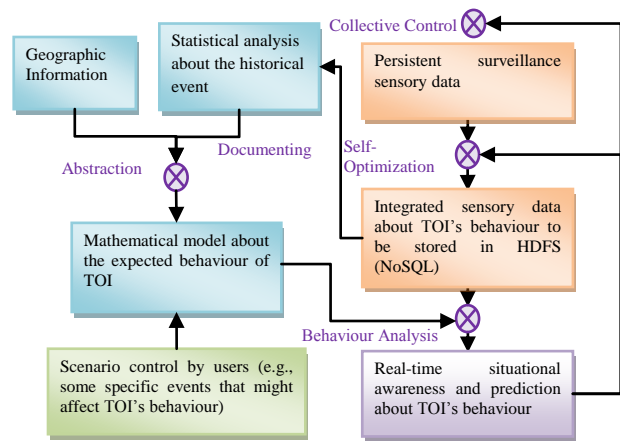 Collective Control
Geographic
Information
Statistical analysis
about the historical
event
Persistent surveillance
sensory data
Abstraction
Documenting
Self-
Optimization
Mathematical model about
the expected behaviour of
TOI
Integrated sensory data
about TOI's behaviour to
be stored in HDFS
(NoSQL)
Behaviour Analysis
Scenario control by users (e.g.,
some specific events that might
affect TOI's behaviour)
Real-time situational
awareness and prediction
about TOI's behaviour